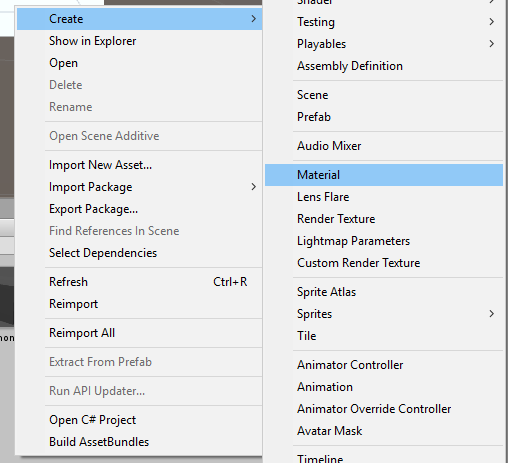 Create
Show in Explorer
Open
Delete
Rename
Open Scene Additive
Import New Asset...
Import Package
Export Package...
Find References In Scene
Select Dependencies
Refresh Ctrl+R
Reimport
Reimport All
Extract From Prefab
Run API Updater...
Open C# Project
Build AssetBundles
Shader
Testing
Playables
Assembly Definition
Scene
Prefab
Audio Mixer
Material
Lens Flare
Render Texture
Lightmap Parameters
Custom Render Texture
Sprite Atlas
Sprites
Tile
Animator Controller
Animation
Animator Override Controller
Avatar Mask
Timeline